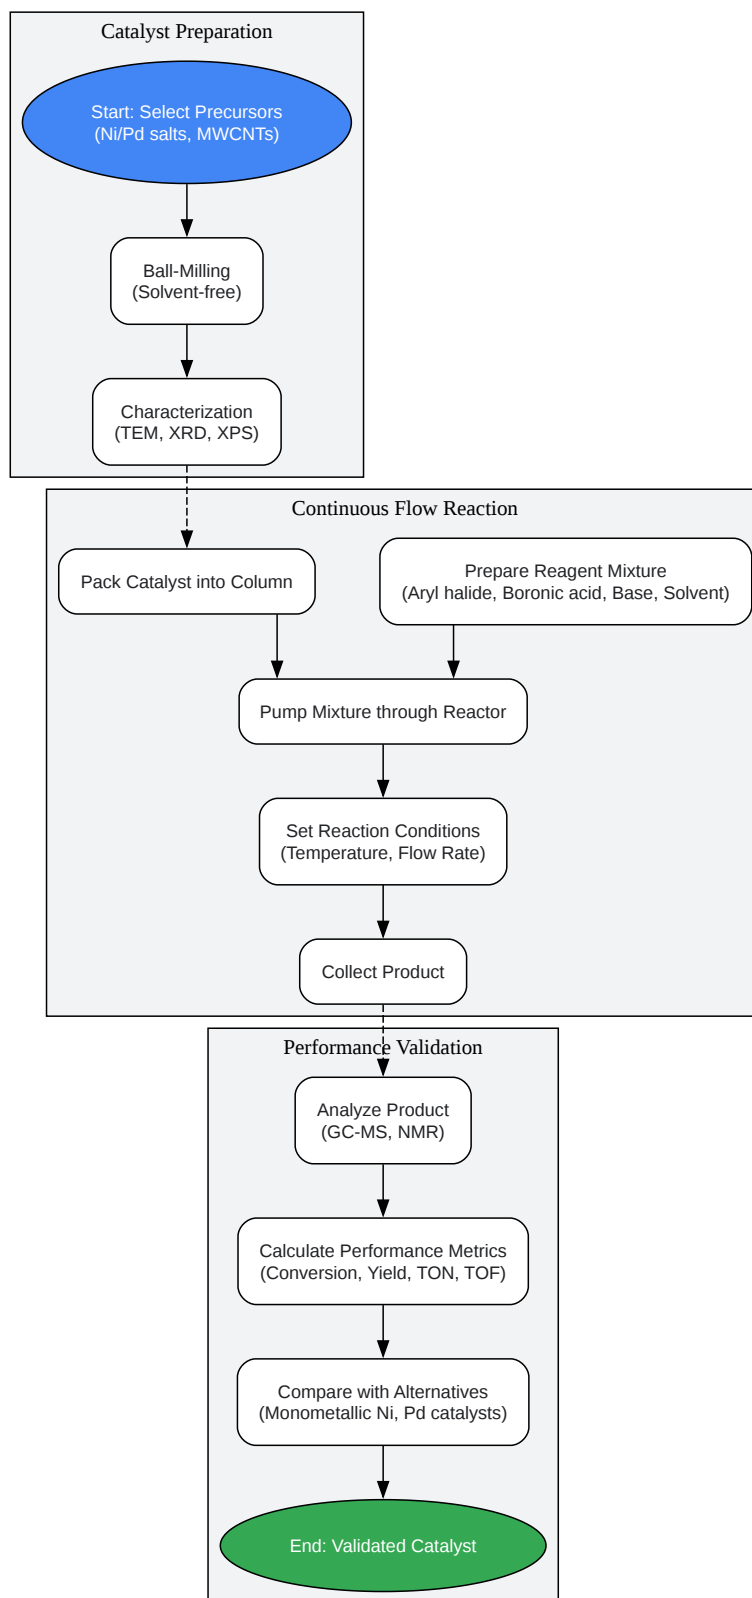 Catalyst Preparation
Start: Select Precursors
(Ni/Pd salts, MWCNTs)
Ball-Milling
(Solvent-free)
Characterization
(TEM, XRD, XPS)
Continuous Flow Reaction
Pack Catalyst into Column
Prepare Reagent Mixture
(Aryl halide, Boronic acid, Base, Solvent)
Pump Mixture through Reactor
Set Reaction Conditions
(Temperature, Flow Rate)
Collect Product
Performance Validation
Analyze Product
(GC-MS, NMR)
Calculate Performance Metrics
(Conversion, Yield, TON, TOF)
Compare with Alternatives
(Monometallic Ni, Pd catalysts)
End: Validated Catalyst